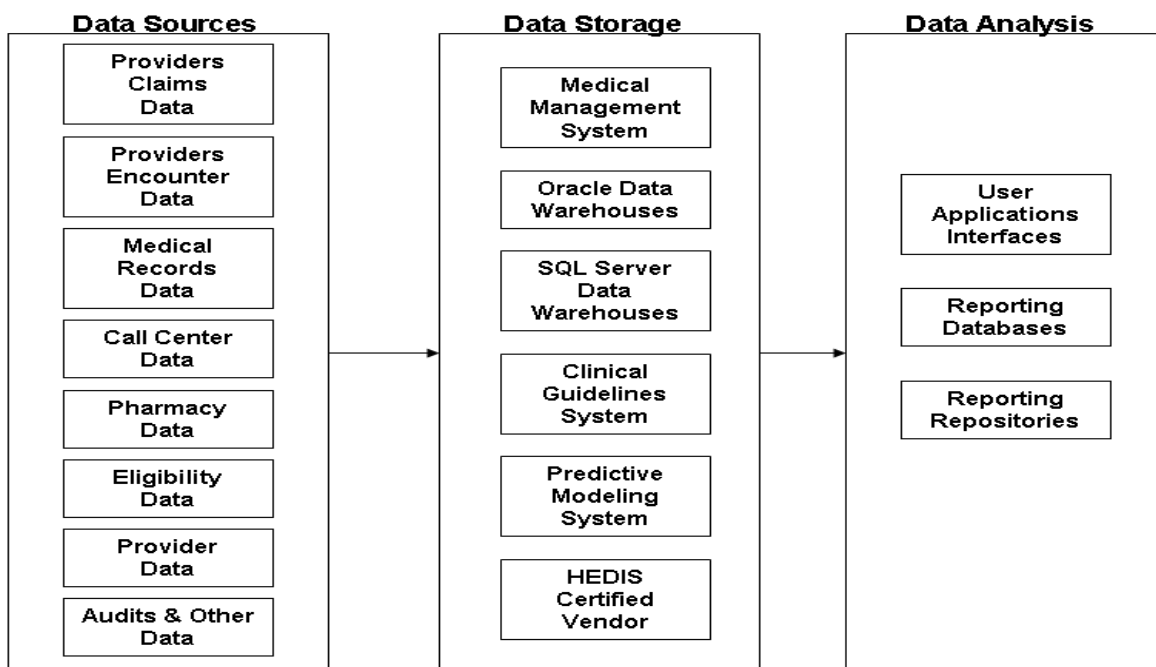 Data Sources
Providers
Claims
Data
Providers
Encounter
Data
Medical
Records
Data
Call Center
Data
Pharmacy
Data
Eligibility
Data
Provider
Data
Audits & Other
Data
Data Storage
Medical
Management
System
Oracle Data
Warehouses
SQL Server
Data
Warehouses
Clinical
Guidelines
System
Predictive
Modeling
System
HEDIS
Certified
Vendor
Data Analysis
User
Applications
Interfaces
Reporting
Databases
Reporting
Repositories